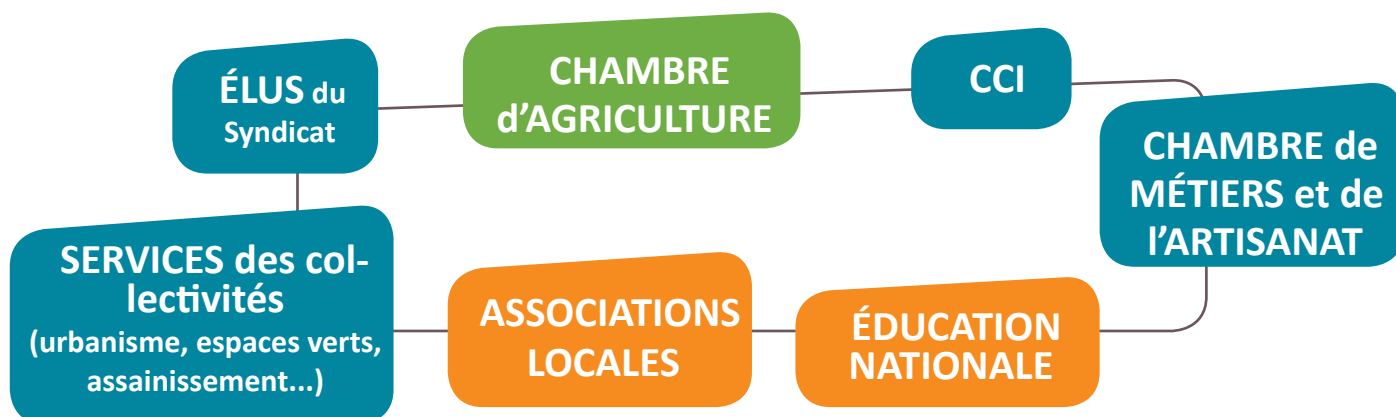 ÉLUS du
Syndicat
CHAMBRE
d’AGRICULTURE
CCI
CHAMBRE de
MÉTIERS et de
l’ARTISANAT
SERVICES des col-
lectivités
(urbanisme, espaces verts,
assainissement...)
ASSOCIATIONS
LOCALES
ÉDUCATION
NATIONALE